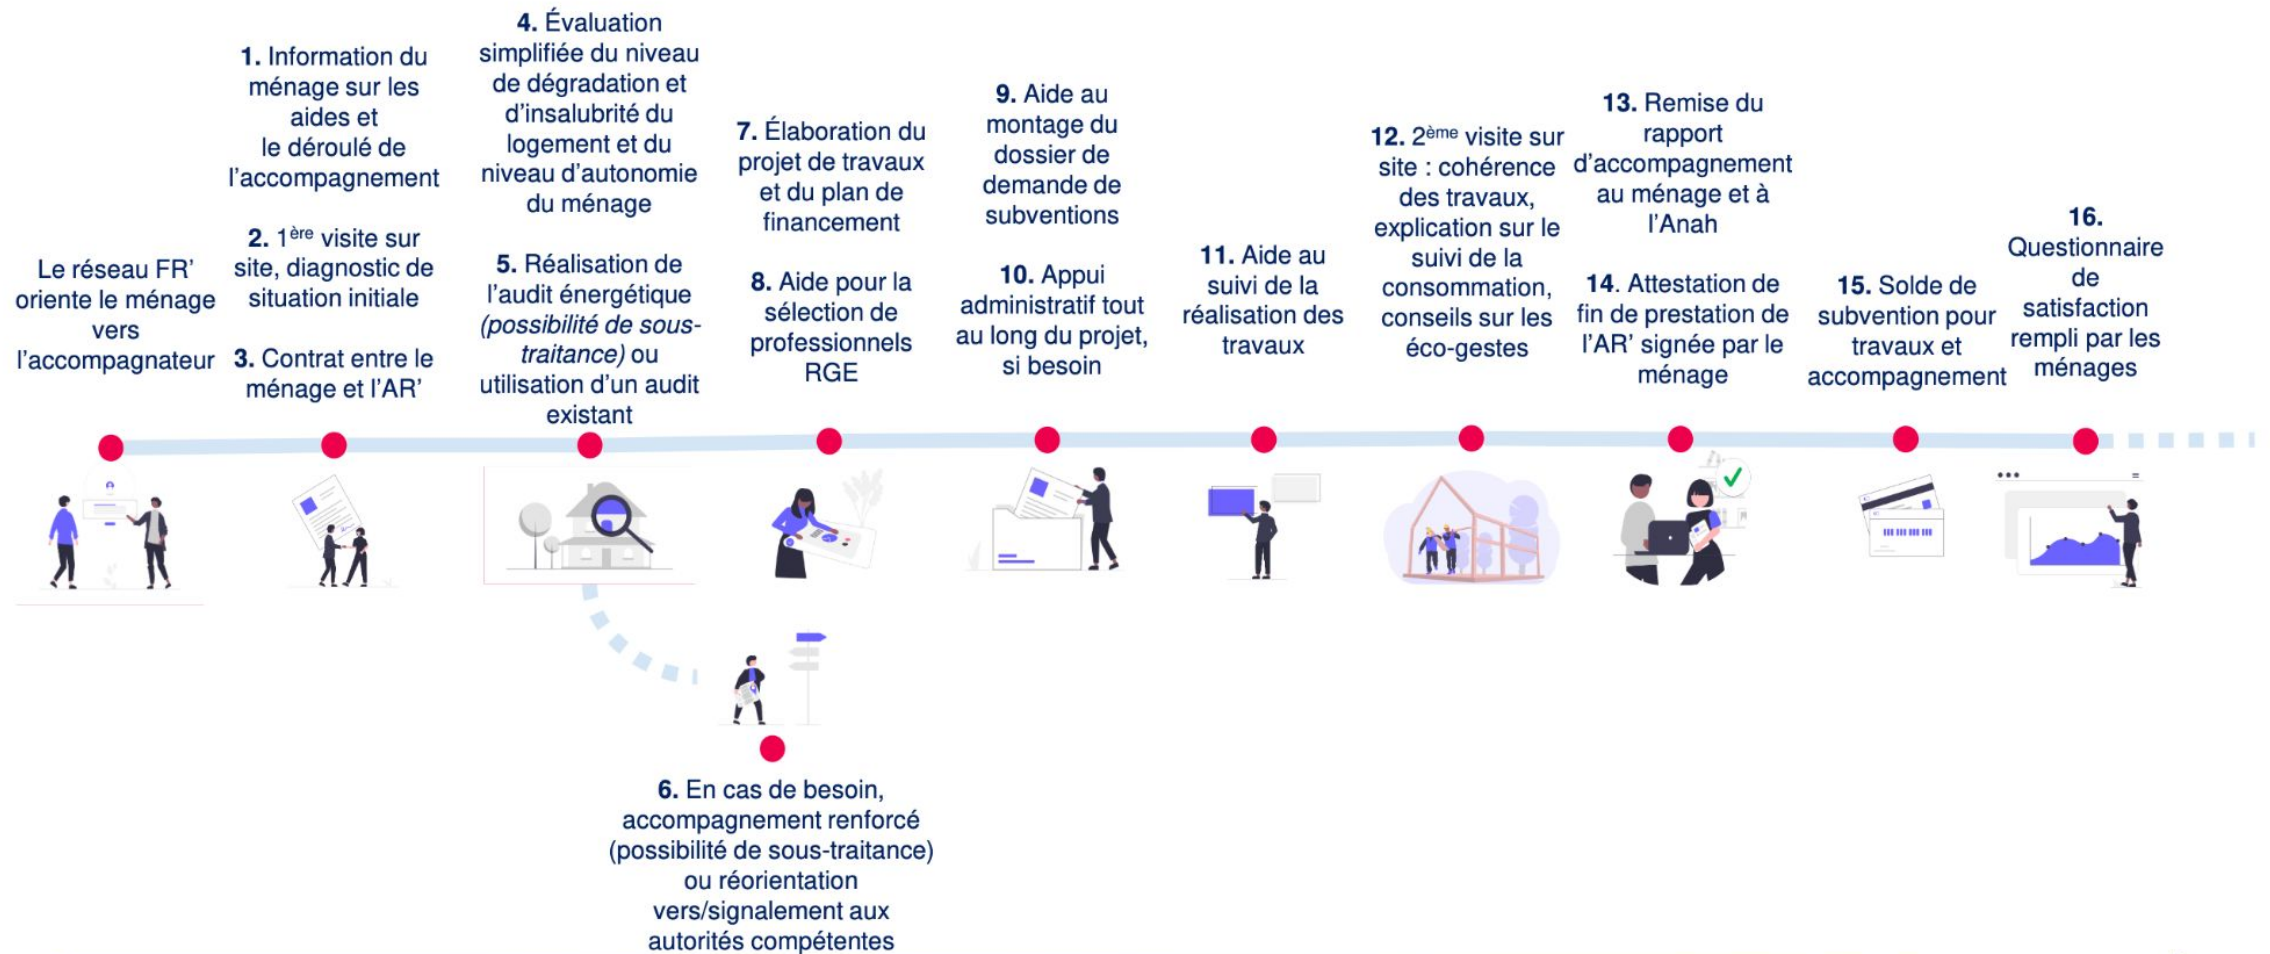 Le réseau FR’
oriente le ménage
vers
l’accompagnateur
1. Information du
ménage sur les
aides et
le déroulé de
l’accompagnement
2. 1ère visite sur
site, diagnostic de
situation initiale
3. Contrat entre le
ménage et l’AR’
4. Évaluation
simplifiée du niveau
de dégradation et
d’insalubrité du
logement et du
niveau d’autonomie
du ménage
5. Réalisation de
l’audit énergétique
(possibilité de sous-
traitance) ou
utilisation d’un audit
existant
6. En cas de besoin,
accompagnement renforcé
(possibilité de sous-traitance)
ou réorientation
vers/signalement aux
autorités compétentes
7. Élaboration du
projet de travaux
et du plan de
financement
8. Aide pour la
sélection de
professionnels
RGE
9. Aide au
montage du
dossier de
demande de
subventions
10. Appui
administratif tout
au long du projet,
si besoin
11. Aide au
suivi de la
réalisation des
travaux
12. 2ème visite sur
site : cohérence
des travaux,
explication sur le
suivi de la
consommation,
conseils sur les
éco-gestes
13. Remise du
rapport
d’accompagnement
au ménage et à
l’Anah
14. Attestation de
fin de prestation de
l’AR’ signée par le
ménage
15. Solde de
subvention pour
travaux et
accompagnement
16.
Questionnaire
de
satisfaction
rempli par les
ménages